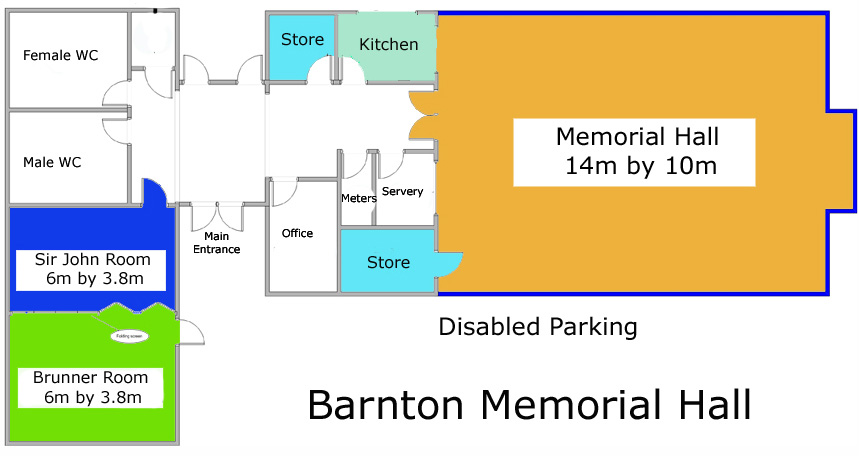 Store
Kitchen
Female WC
Memorial Hall
14m by 10m
Male WC
Meters
Servery
Main
Entrance
Office
Sir John Room
6m by 3.8m
Store
Disabled Parking
Folding screen
Brunner Room
6m by 3.8m
Barnton Memorial Hall